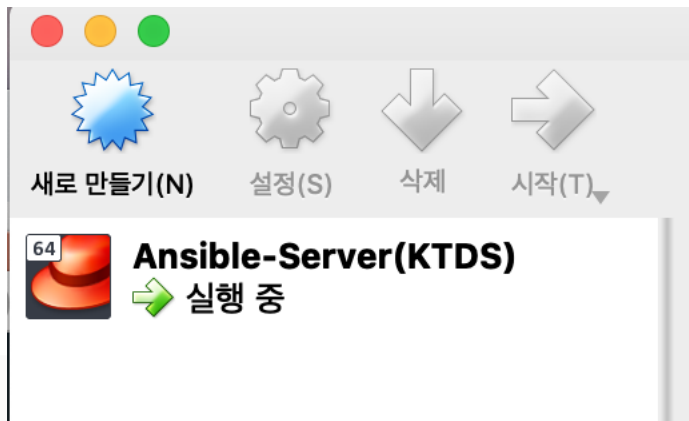 새로 만들기(N) 설정(S) 삭제 시작(T)
64
Ansible-Server(KTDS)
실행 중